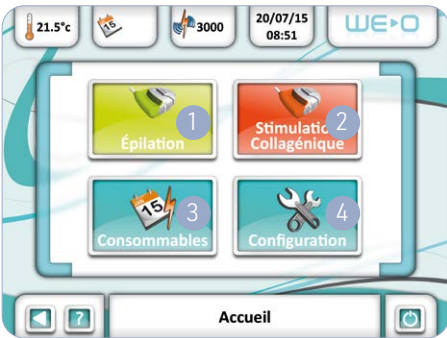 21.5°c
15
3000
20/07/15
08:51
WE▸O
1
Épilation
2
Stimulation
Collagénique
15
3
Consommables
4
Configuration
?
Accueil